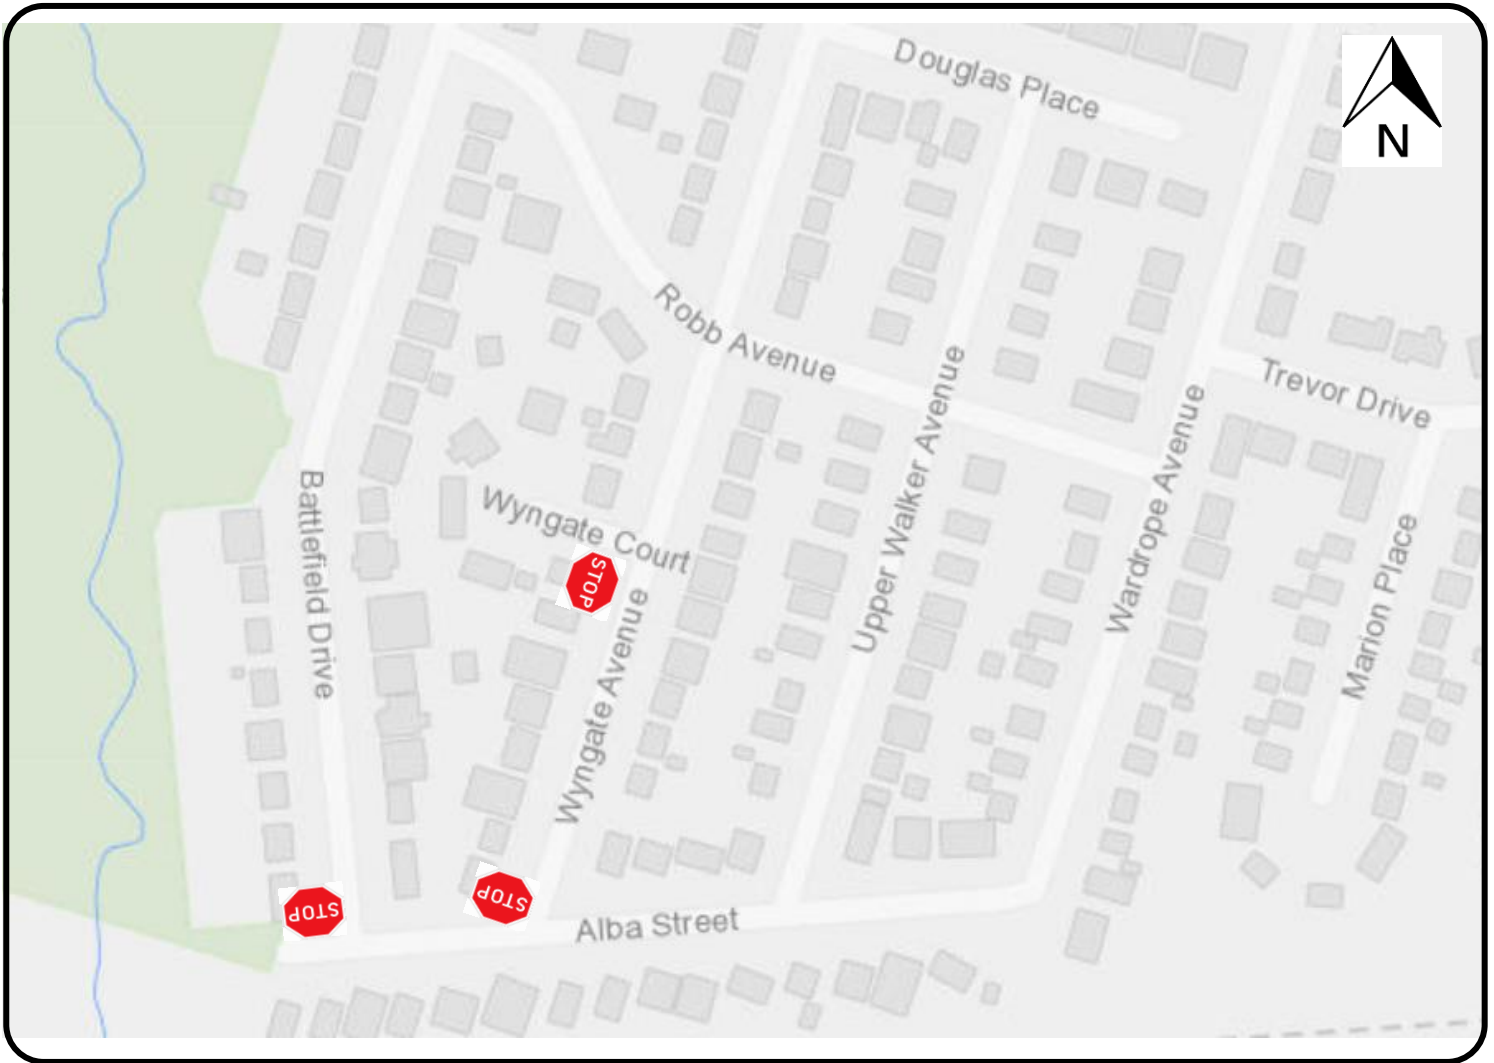 Douglas Place
N
Robb Avenue
Trevor Drive
Upper Walker Avenue
Wardrope Avenue
Battlefield Drive
Wyngate Court
STOP
Marion Place
Wyngate Avenue
STOP
STOP
Alba Street